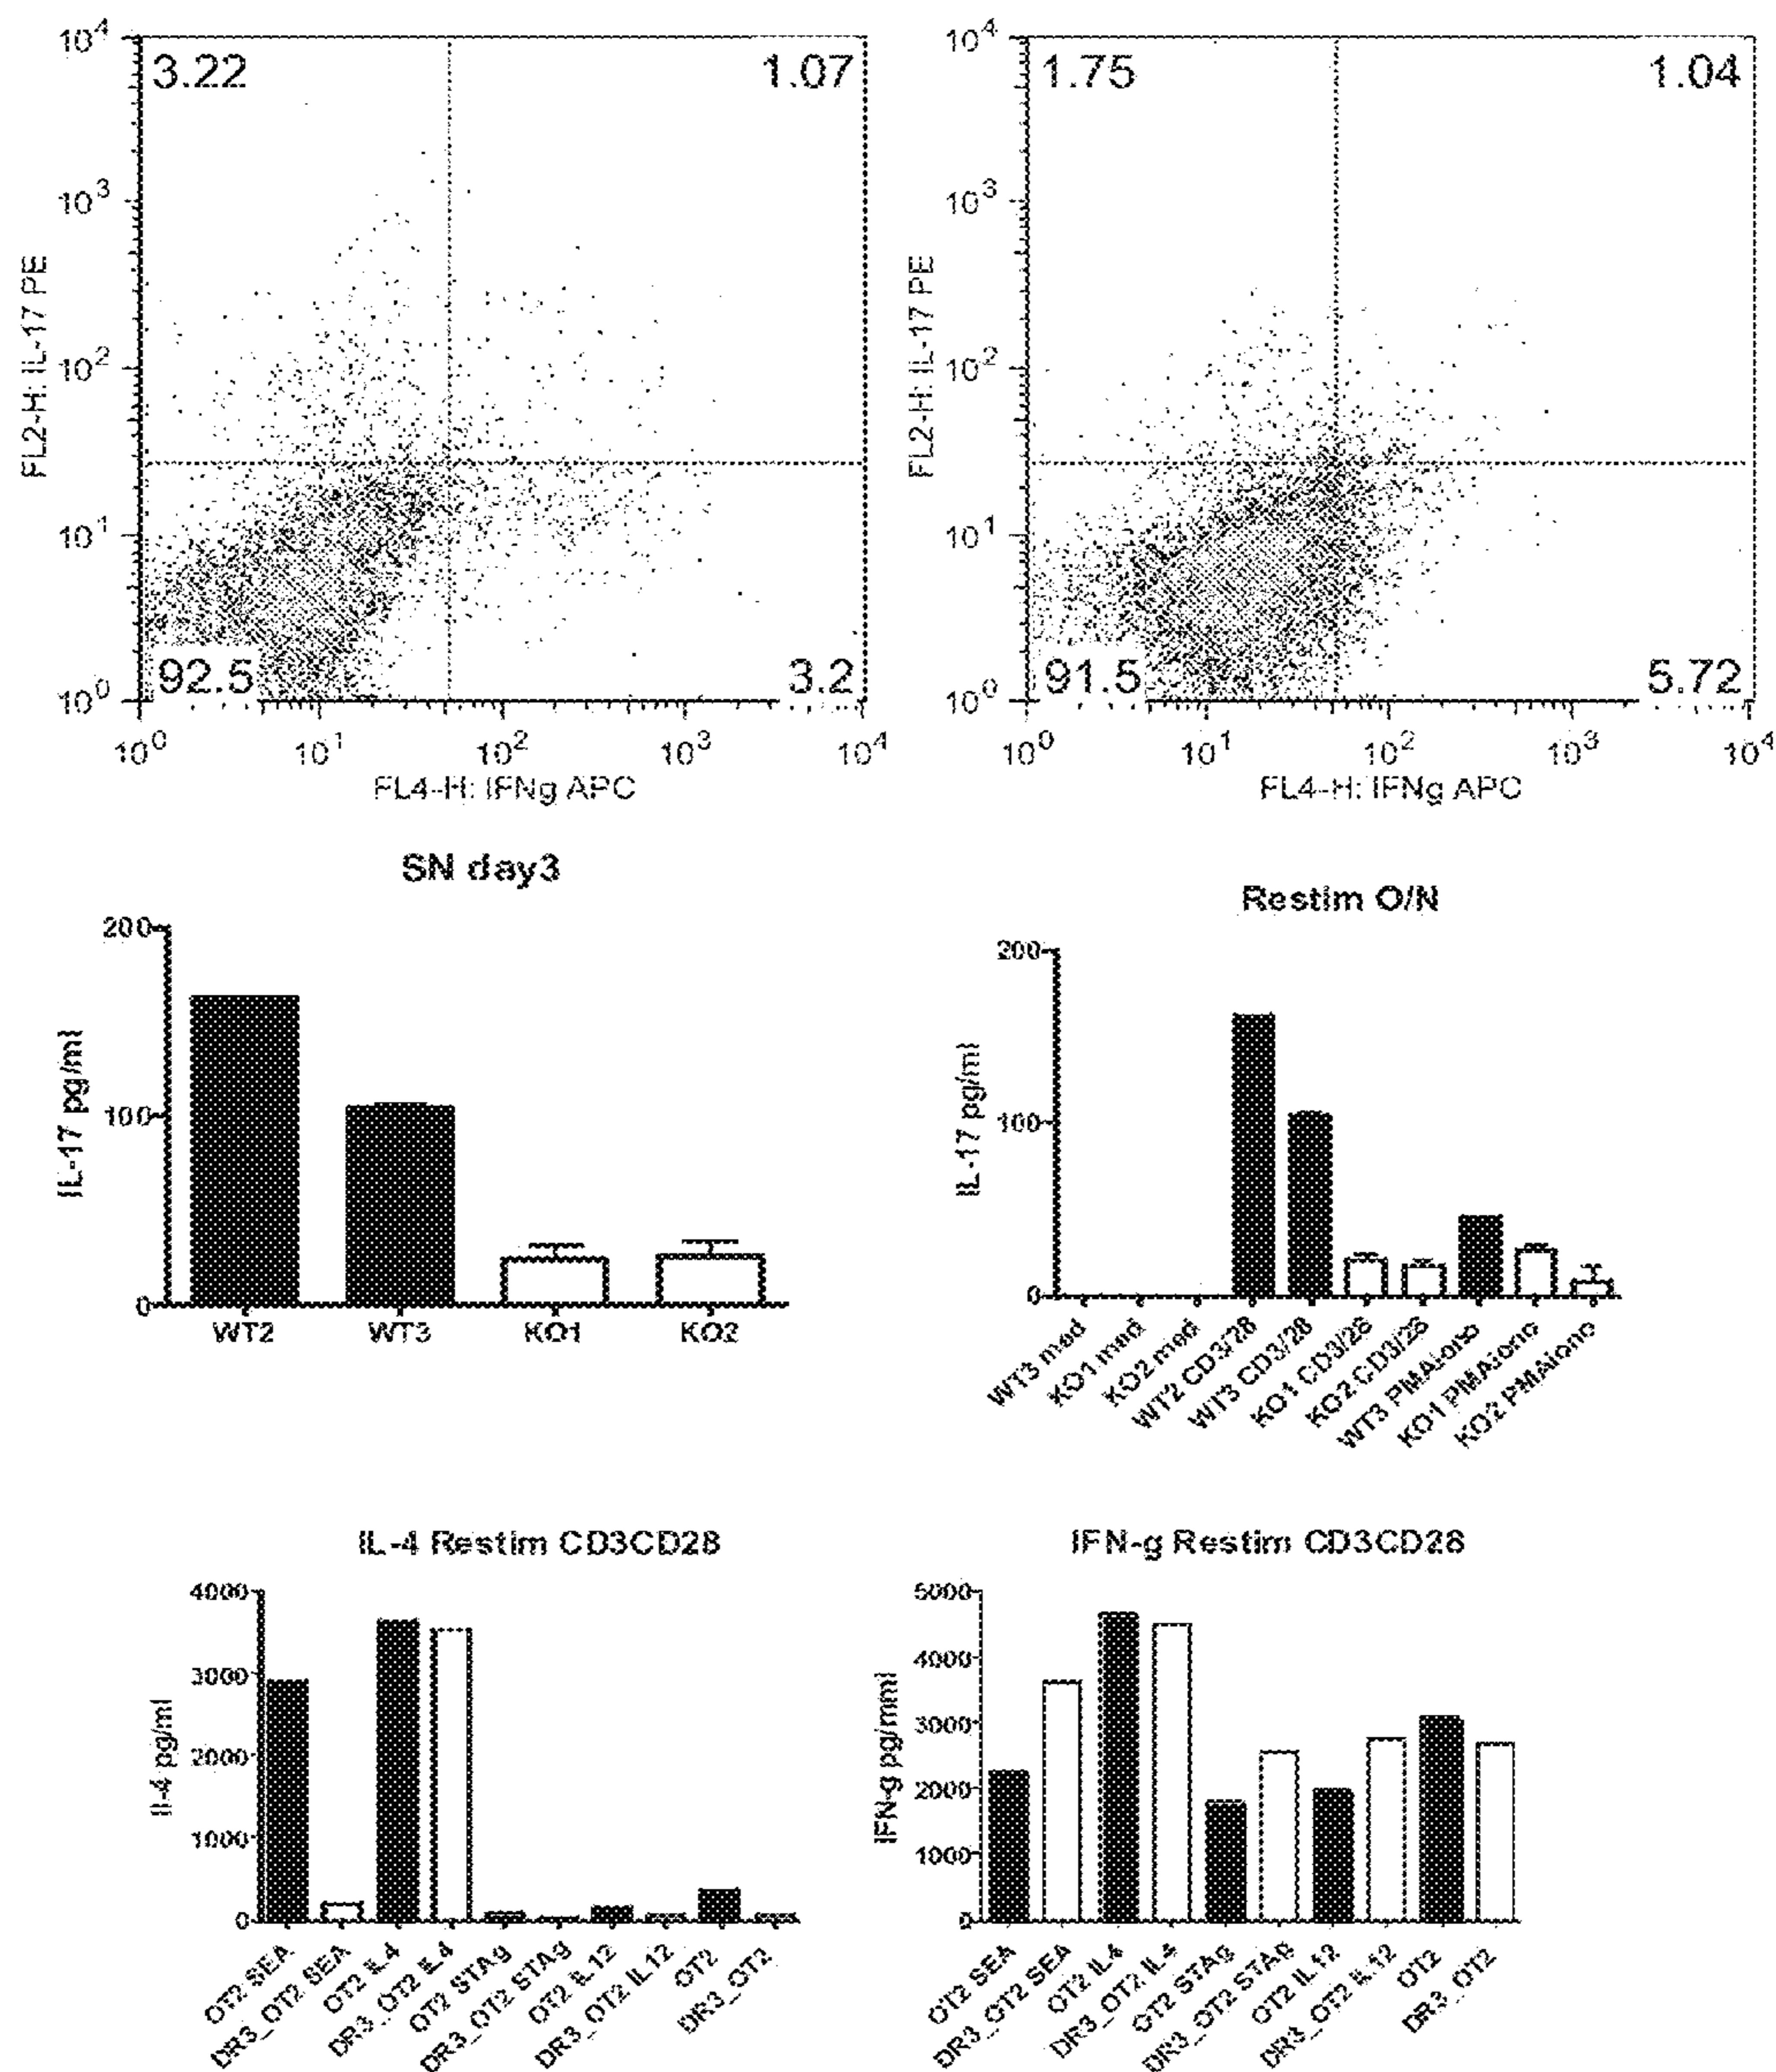 10^4 3.22 1.07
10^3
10^2
10^1
10^0 92.5 3.2
10^0 10^1 10^2 10^3 10^4
FL2-H: IL-17 PE
FL4-H: IFNg APC
10^4 1.75 1.04
10^3
10^2
10^1
10^0 91.5 5.72
10^0 10^1 10^2 10^3 10^4
FL2-H: IL-17 PE
FL4-H: IFNg APC
SN day3
200
100
0
IL-17 pg/ml
WT2 WT3 KO1 KO2
Restim O/N
200
100
0
IL-17 pg/ml
WT3 med
KO1 med
KO2 med
WT2 CD3/28
WT3 CD3/28
KO1 CD3/28
KO2 CD3/28
WT3 PMAiono
KO1 PMAiono
KO2 PMAiono
IL-4 Restim CD3CD28
4000
3000
2000
1000
0
IL-4 pg/ml
OT2 SEA
DR3_OT2 SEA
OT2 IL4
DR3_OT2 IL4
OT2 STAg
DR3_OT2 STAg
OT2 IL12
DR3_OT2 IL12
OT2
DR3_OT2
IFN-g Restim CD3CD28
5000
4000
3000
2000
1000
0
IFN-g pg/mml
OT2 SEA
DR3_OT2 SEA
OT2 IL4
DR3_OT2 IL4
OT2 STAg
DR3_OT2 STAg
OT2 IL12
DR3_OT2 IL12
OT2
DR3_OT2